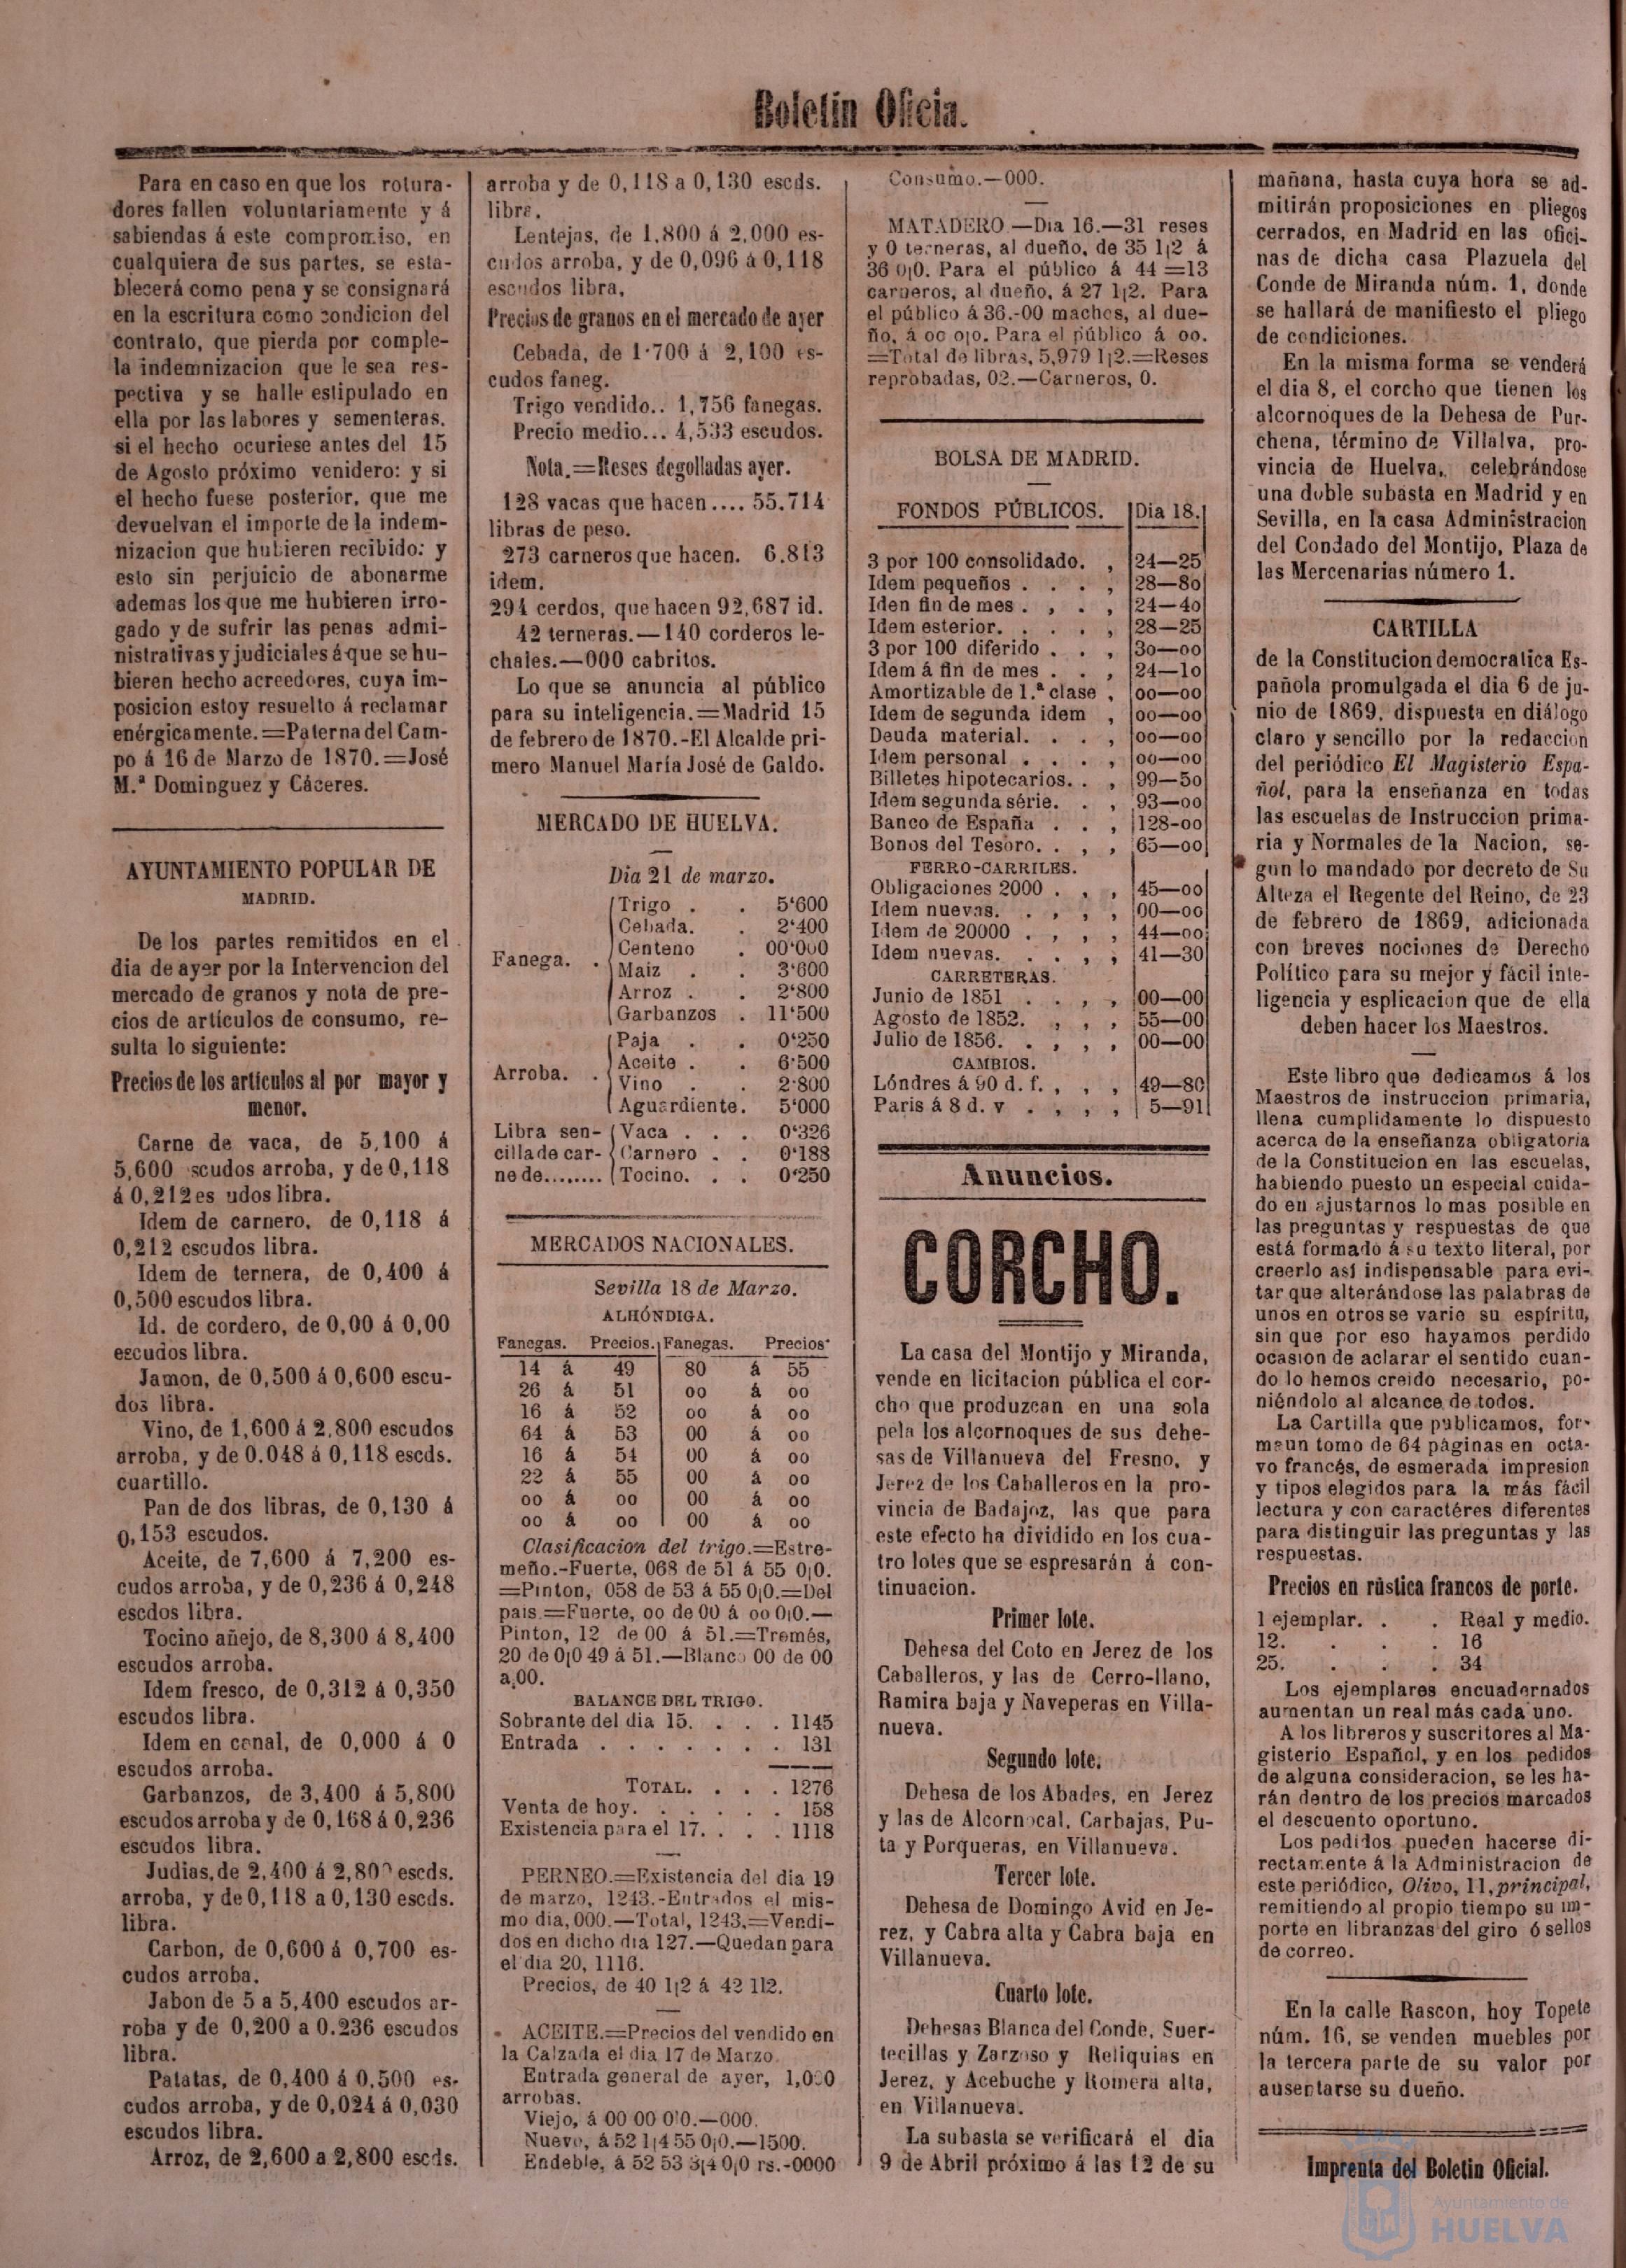 Boletin Oficia.
Para en caso en que los rotura-
dores fallen voluntariamente y á
sabiendas á este compromiso, en
cualquiera de sus partes, se esta-
blecerá como pena y se consignará
en la escritura como condicion del
contrato, que pierda por comple-
la indemnizacion que le sea res-
pectiva y se halle estipulado en
ella por las labores y sementeras,
si el hecho ocuriese antes del 15
de Agosto próximo venidero: y si
el hecho fuese posterior, que me
devuelvan el importe de la indem-
nizacion que hubieren recibido: y
esto sin perjuicio de abonarme
ademas los que me hubieren irro-
gado y de sufrir las penas admi-
nistrativas y judiciales á que se hu-
bieren hecho acreedores, cuya im-
posicion estoy resuelto á reclamar
enérgicamente.=Paterna del Cam-
po á 16 de Marzo de 1870.=José
M.ª Dominguez y Cáceres.
AYUNTAMIENTO POPULAR DE
MADRID.
De los partes remitidos en el
dia de ayer por la Intervencion del
mercado de granos y nota de pre-
cios de artículos de consumo, re-
sulta lo siguiente:
Precios de los artículos al por mayor y
menor.
Carne de vaca, de 5,100 á
5,600 scudos arroba, y de 0,118
á 0,212 es udos libra.
Idem de carnero, de 0,118 á
0,212 escudos libra.
Idem de ternera, de 0,400 á
0,500 escudos libra.
Id. de cordero, de 0,00 á 0,00
escudos libra.
Jamon, de 0,500 á 0,600 escu-
dos libra.
Vino, de 1,600 á 2,800 escudos
arroba, y de 0.048 á 0,118 escds.
cuartillo.
Pan de dos libras, de 0,130 á
0,153 escudos.
Aceite, de 7,600 á 7,200 es-
cudos arroba, y de 0,236 á 0,248
escdos libra.
Tocino añejo, de 8,300 á 8,400
escudos arroba.
Idem fresco, de 0,312 á 0,350
escudos libra.
Idem en canal, de 0,000 á 0
escudos arroba.
Garbanzos, de 3,400 á 5,800
escudos arroba y de 0,168 á 0,236
escudos libra.
Judias, de 2,400 á 2,80 escds.
arroba, y de 0,118 a 0,130 escds.
libra.
Carbon, de 0,600 á 0,700 es-
cudos arroba.
Jabon de 5 a 5,400 escudos ar-
roba y de 0,200 a 0.236 escudos
libra.
Patatas, de 0,400 á 0,500 es-
cudos arroba, y de 0,024 á 0,030
escudos libra.
Arroz, de 2,600 a 2,800 escds.
arroba y de 0,118 a 0,130 escds.
libra.
Lentejas, de 1,800 á 2,000 es-
cudos arroba, y de 0,096 á 0,118
escudos libra,
Precios de granos en el mercado de ayer
Cebada, de 1·700 á 2,100 es-
cudos faneg.
Trigo vendido.. 1,756 fanegas.
Precio medio... 4,533 escudos.
Nota.=Reses degolladas ayer.
128 vacas que hacen.... 55.714
libras de peso.
273 carneros que hacen. 6.813
idem.
294 cerdos, que hacen 92,687 id.
42 terneras.—140 corderos le-
chales.—000 cabritos.
Lo que se anuncia al público
para su inteligencia.=Madrid 15
de febrero de 1870.-El Alcalde pri-
mero Manuel María José de Galdo.
MERCADO DE HUELVA.
Dia 21 de marzo.
Trigo . . 5'600
Cebada. . 2'400
Centeno . 00'000
Fanega. . Maiz . . 3'600
Arroz . . 2'800
Garbanzos . 11'500
Paja . . 0'250
Aceite . . 6'500
Arroba. . Vino . . 2'800
Aguardiente. 5'000
Libra sen- Vaca . . . 0'326
cilla de car- Carnero . . 0'188
ne de........ Tocino. . . 0'250
MERCADOS NACIONALES.
Sevilla 18 de Marzo.
ALHÓNDIGA.
Fanegas. Precios. Fanegas. Precios·
14 á 49 80 á 55
26 á 51 00 á 00
16 á 52 00 á 00
64 á 53 00 á 00
16 á 54 00 á 00
22 á 55 00 á 00
00 á 00 00 á 00
00 á 00 00 á 00
Clasificacion del trigo.=Estre-
meño.-Fuerte, 068 de 51 á 55 0¡0.
=Pinton, 058 de 53 á 55 0¡0.=Del
pais.=Fuerte, 00 de 00 á 00 0¡0.—
Pinton, 12 de 00 á 51.=Tremés,
20 de 0¡0 49 á 51.—Blanco 00 de 00
a,00.
BALANCE DEL TRIGO.
Sobrante del dia 15. . . . 1145
Entrada . . . . . . . 131
TOTAL. . . . 1276
Venta de hoy. . . . . . 158
Existencia para el 17. . . . 1118
PERNEO.=Existencia del dia 19
de marzo, 1243.-Entrados el mis-
mo dia, 000.—Total, 1243.=Vendi-
dos en dicho dia 127.—Quedan para
el dia 20, 1116.
Precios, de 40 1¡2 á 42 112.
ACEITE.=Precios del vendido en
la Calzada el dia 17 de Marzo.
Entrada general de ayer,
arrobas.
Viejo, á 00 00 0'0.—000.
Nuevo, á 52 1¡4 55 0¡0.—1500.
Endeble, á 52 53 3¡4 0¡0 rs.-0000
Consumo.—000.
MATADERO.—Dia 16.—31 reses
y 0 terneras, al dueño, de 35 1¡2 á
36 0¡0. Para el público á 44=13
carneros, al dueño, á 27 1¡2. Para
el público á 36.-00 machos, al due-
ño, á 00 0¡0. Para el público á 00.
=Total de libras, 5,979 1¡2.=Reses
reprobadas, 02.—Carneros, 0.
BOLSA DE MADRID.
FONDOS PÚBLICOS. Dia 18.
3 por 100 consolidado. , 24—25
Idem pequeños . . . , 28—80
Iden fin de mes . , . , 24—40
Idem esterior. . . . , 28—25
3 por 100 diferido . . , 30—00
Idem á fin de mes . . , 24—10
Amortizable de 1.ª clase , 00—00
Idem de segunda idem , 00—00
Deuda material. . . , 00—00
Idem personal . . . , 00—00
Billetes hipotecarios. . , 99—50
Idem segunda série. . , 93—00
Banco de España . . , 128-00
Bonos del Tesoro. . , , 65—00
FERRO-CARRILES.
Obligaciones 2000 . , , 45—00
Idem nuevas. . , , , 00—00
Idem de 20000 . , , , 44—00
Idem nuevas. . . , , 41—30
CARRETERAS.
Junio de 1851 . . , , 00—00
Agosto de 1852. , , , 55—00
Julio de 1856. . , , , 00—00
CAMBIOS.
Lóndres á 90 d. f. , , , 49—80
Paris á 8 d. v . , , , 5—91
Anuncios.
CORCHO.
La casa del Montijo y Miranda,
vende en licitacion pública el cor-
cho que produzcan en una sola
pela los alcornoques de sus dehe-
sas de Villanueva del Fresno, y
Jerez de los Caballeros en la pro-
vincia de Badajoz, las que para
este efecto ha dividido en los cua-
tro lotes que se espresarán á con-
tinuacion.
Primer lote.
Dehesa del Coto en Jerez de los
Caballeros, y las de Cerro-llano,
Ramira baja y Naveperas en Villa-
nueva.
Segundo lote.
Dehesa de los Abades, en Jerez
y las de Alcornocal, Carbajas, Pu-
ta y Porqueras, en Villanueva.
Tercer lote.
Dehesa de Domingo Avid en Je-
rez, y Cabra alta y Cabra baja en
Villanueva.
Cuarto lote.
Dehesas Blanca del Conde, Suer-
tecillas y Zarzoso y Reliquias en
Jerez, y Acebuche y Romera alta,
en Villanueva.
La subasta se verificará el dia
9 de Abril próximo á las 12 de su
mañana, hasta cuya hora se ad-
mitirán proposiciones en pliegos
cerrados, en Madrid en las ofici-
nas de dicha casa Plazuela del
Conde de Miranda núm. 1, donde
se hallará de manifiesto el pliego
de condiciones.
En la misma forma se venderá
el dia 8, el corcho que tienen los
alcornoques de la Dehesa de Pur-
chena, término de Villalva, pro-
vincia de Huelva, celebrándose
una doble subasta en Madrid y en
Sevilla, en la casa Administracion
del Condado del Montijo, Plaza de
las Mercenarias número 1.
CARTILLA
de la Constitucion democratica Es-
pañola promulgada el dia 6 de ju-
nio de 1869, dispuesta en diálogo
claro y sencillo por la redaccion
del periódico El Magisterio Espa-
ñol, para la enseñanza en todas
las escuelas de Instruccion prima-
ria y Normales de la Nacion, se-
gun lo mandado por decreto de Su
Alteza el Regente del Reino, de 23
de febrero de 1869, adicionada
con breves nociones de Derecho
Político para su mejor y fácil inte-
ligencia y esplicacion que de ella
deben hacer los Maestros.
Este libro que dedicamos á los
Maestros de instruccion primaria,
llena cumplidamente lo dispuesto
acerca de la enseñanza obligatoria
de la Constitucion en las escuelas,
habiendo puesto un especial cuida-
do en ajustarnos lo mas posible en
las preguntas y respuestas de que
está formado á su texto literal, por
creerlo así indispensable para evi-
tar que alterándose las palabras de
unos en otros se varie su espíritu,
sin que por eso hayamos perdido
ocasion de aclarar el sentido cuan-
do lo hemos creido necesario, po-
niéndolo al alcance de todos.
La Cartilla que publicamos, for-
maun tomo de 64 páginas en octa-
vo francés, de esmerada impresion
y tipos elegidos para la más fácil
lectura y con caractéres diferentes
para distinguir las preguntas y las
respuestas.
Precios en rústica francos de porte.
1 ejemplar. . . Real y medio.
12. . . . 16
25. . . . 34
Los ejemplares encuadernados
aumentan un real más cada uno.
A los libreros y suscritores al Ma-
gisterio Español, y en los pedidos
de alguna consideracion, se les ha-
rán dentro de los precios marcados
el descuento oportuno.
Los pedidos pueden hacerse di-
rectamente á la Administracion de
este periódico, Olivo, 11, principal,
remitiendo al propio tiempo su im-
porte en libranzas del giro ó sellos
de correo.
En la calle Rascon, hoy Topete
núm. 16, se venden muebles por
la tercera parte de su valor por
ausentarse su dueño.
Imprenta del Boletin Oficial.
Ayuntamiento de
HUELVA